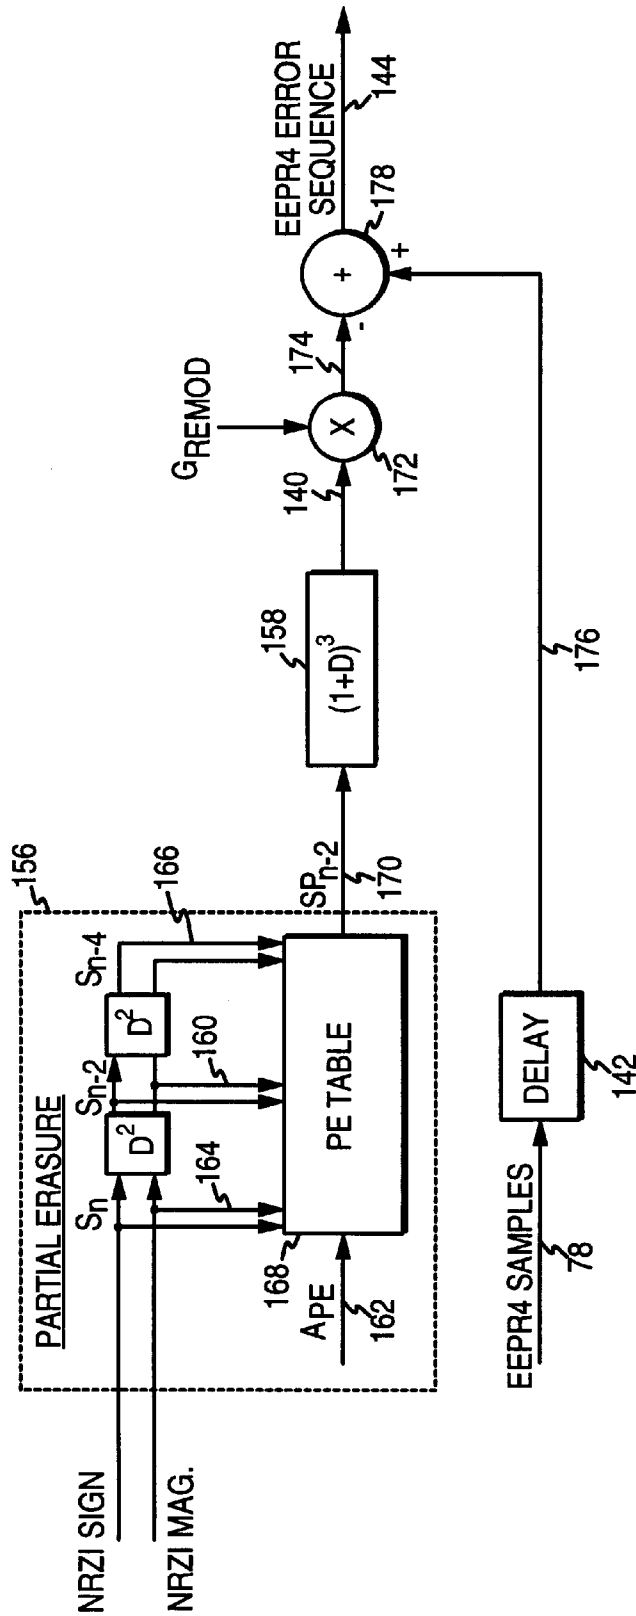 PARTIAL ERASURE
156
NRZI SIGN
NRZI MAG.
Sn
D2
Sn-2
D2
Sn-4
164
160
166
PE TABLE
168
APE
162
SPn-2
170
158
(1+D)3
140
GREMOD
X
172
174
-
+
+
178
EEPR4 ERROR
SEQUENCE
144
EEPR4 SAMPLES
78
DELAY
142
176